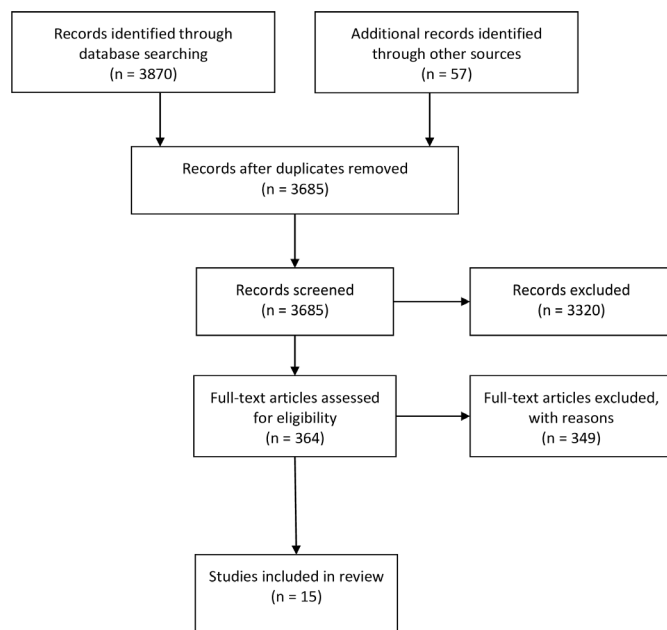 Records identified through
database searching
(n = 3870)
Additional records identified
through other sources
(n = 57)
Records after duplicates removed
(n = 3685)
Records screened
(n = 3685)
Records excluded
(n = 3320)
Full-text articles assessed
for eligibility
(n = 364)
Full-text articles excluded,
with reasons
(n = 349)
Studies included in review
(n = 15)